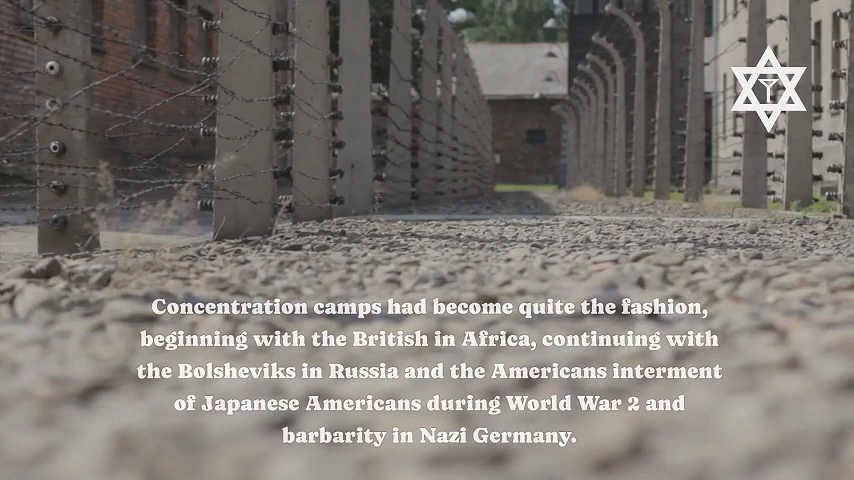 Concentration camps had become quite the fashion,
beginning with the British in Africa, continuing with
the Bolsheviks in Russia and the Americans interment
of Japanese Americans during World War 2 and
barbarity in Nazi Germany.